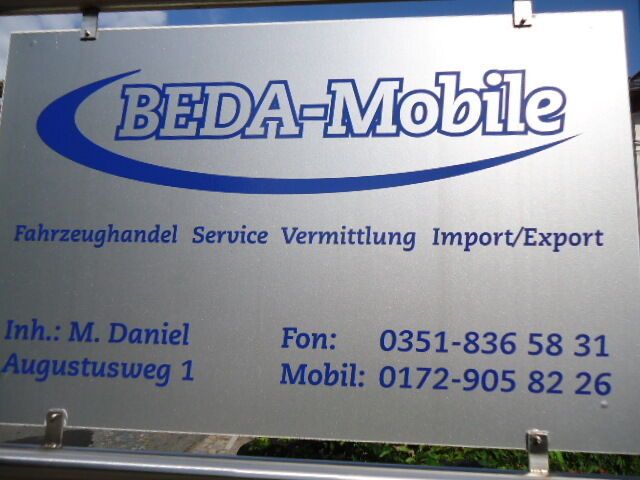 BEDA-Mobile
Fahrzeughandel Service Vermittlung Import/Export
Inh.: M. Daniel Fon: 0351-836 58 31
Augustusweg 1 Mobil: 0172-905 82 26